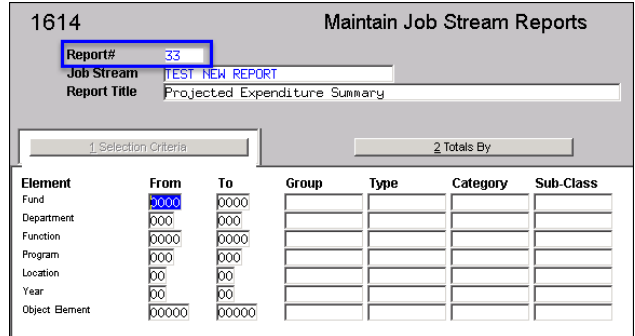 1614 Maintain Job Stream Reports
Report# 33
Job Stream TEST NEW REPORT
Report Title Projected Expenditure Summary
1 Selection Criteria 2 Totals By
Element From To Group Type Category Sub-Class
Fund 0000 0000
Department 000 000
Function 0000 0000
Program 000 000
Location 00 00
Year 00 00
Object Element 00000 00000